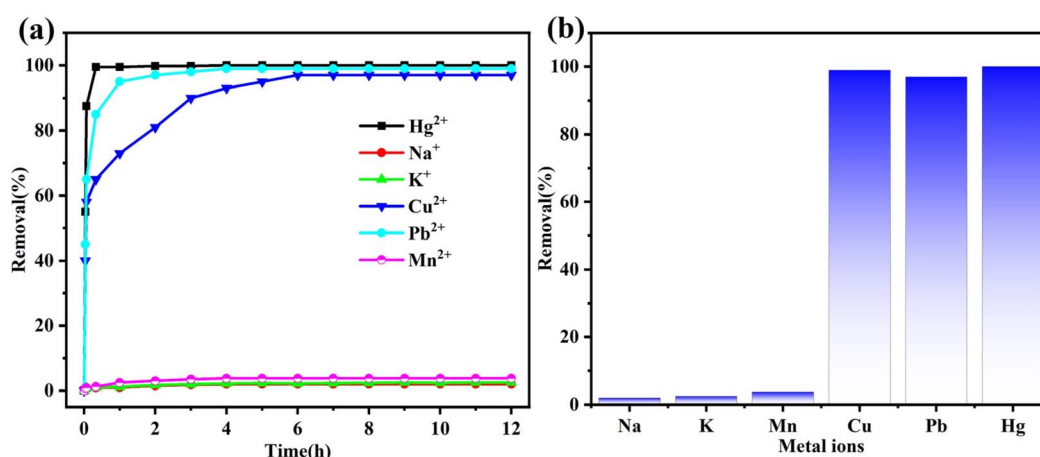 (a)
100
80
60
40
20
0
Removal(%)
Hg2+
Na+
K+
Cu2+
Pb2+
Mn2+
0 2 4 6 8 10 12
Time(h)
(b)
100
80
60
40
20
0
Removal(%)
Na K Mn Cu Pb Hg
Metal ions